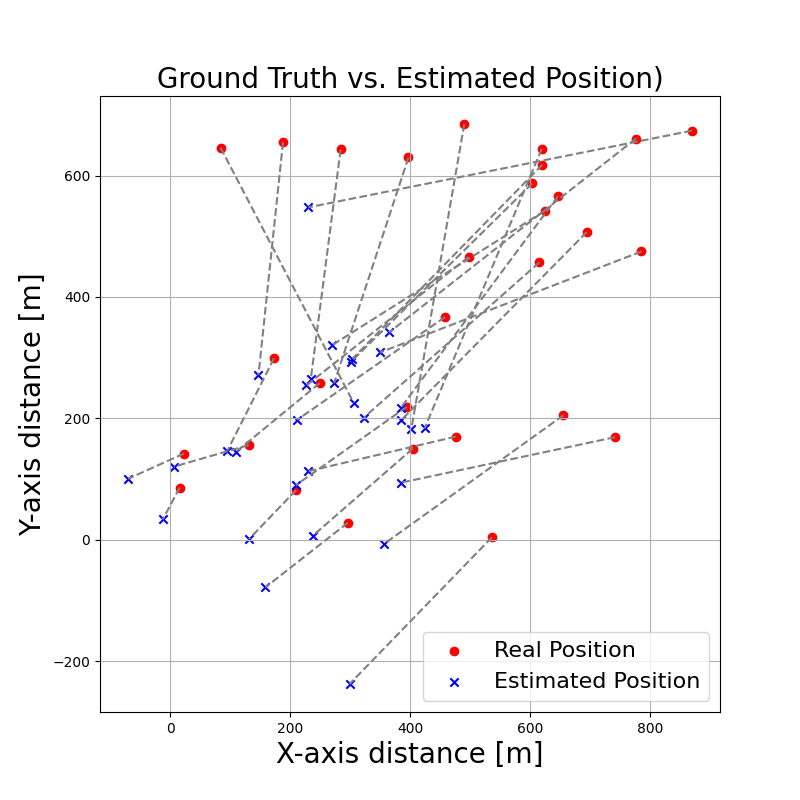 Ground Truth vs. Estimated Position)
Y-axis distance [m]
600
400
200
0
−200
0
200
400
600
800
X-axis distance [m]
Real Position
Estimated Position